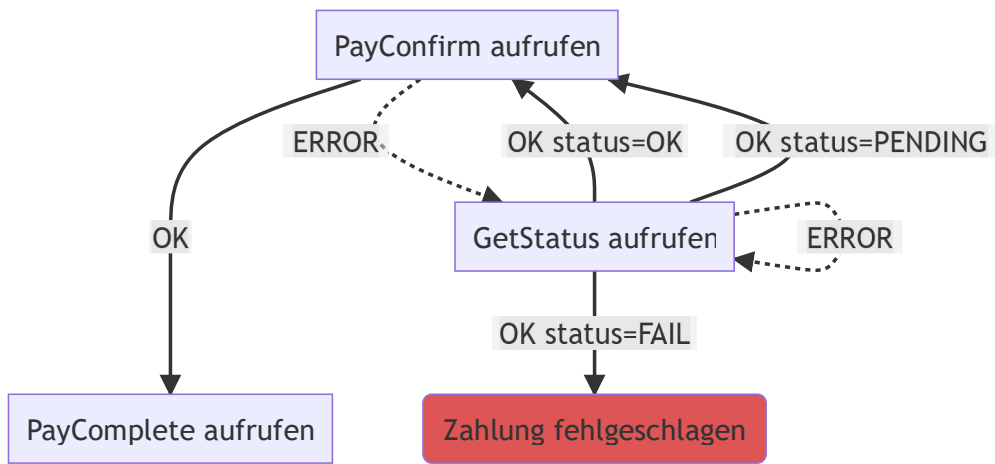 PayConfirm aufrufen
ERROR
OK status=OK
OK status=PENDING
OK
GetStatus aufrufen
ERROR
OK status=FAIL
PayComplete aufrufen
Zahlung fehlgeschlagen